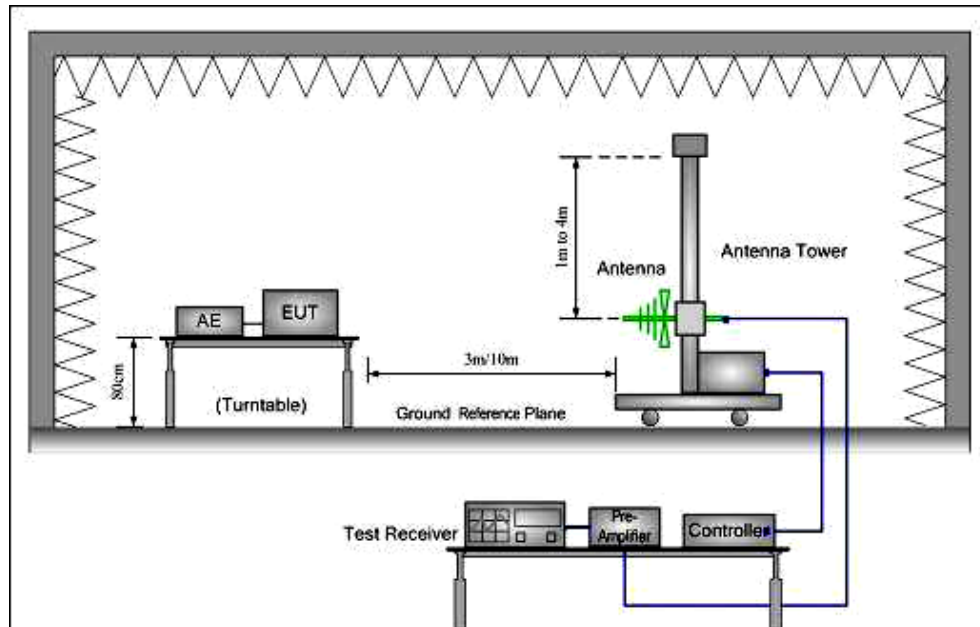 1m to 4m
Antenna
Antenna Tower
AE
EUT
80cm
3m/10m
(Turntable)
Ground Reference Plane
Test Receiver
Pre-
Amplifier
Controller